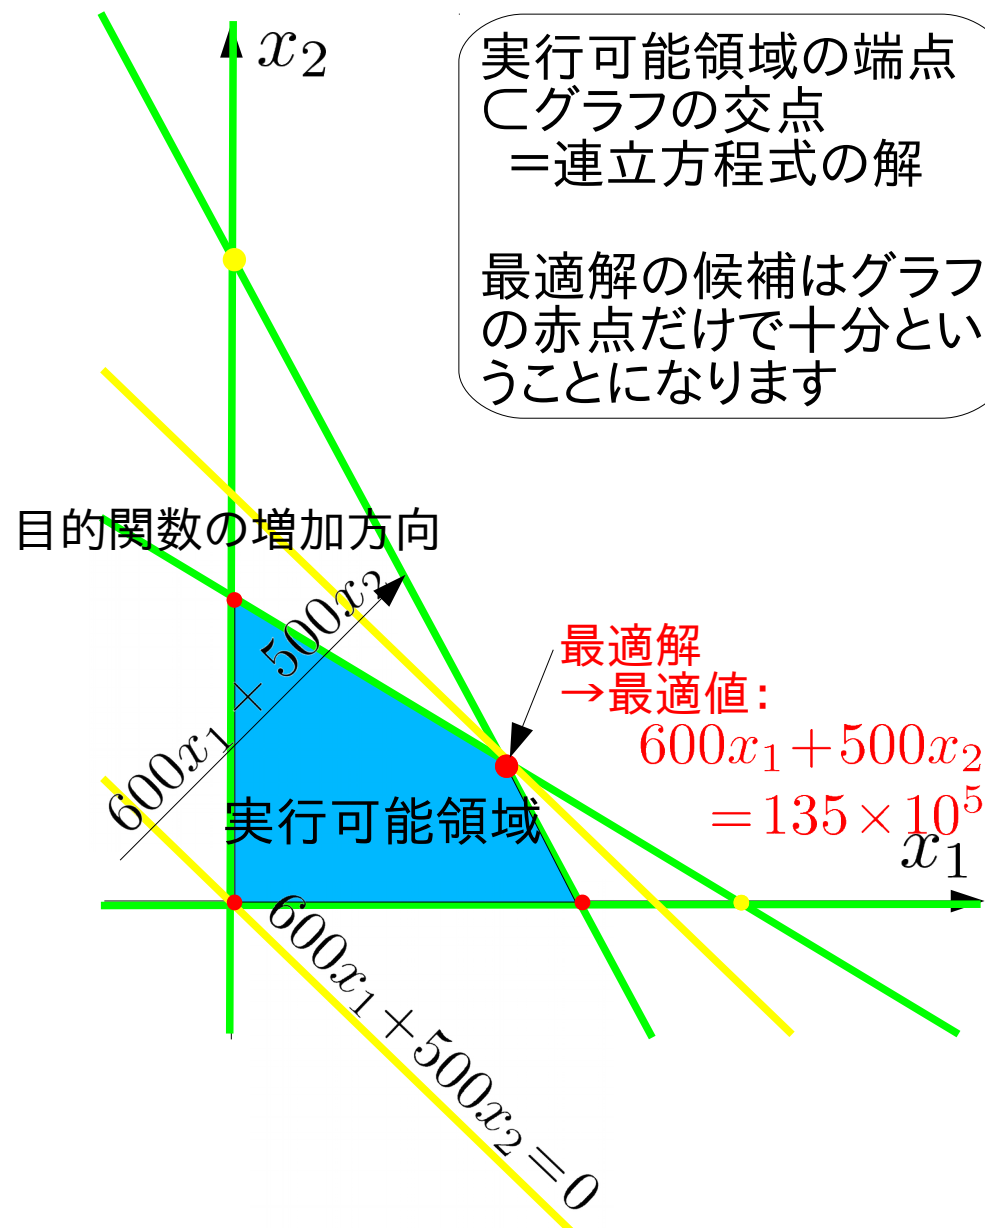 x₂
実行可能領域の端点
⊂グラフの交点
＝連立方程式の解
最適解の候補はグラフ
の赤点だけで十分とい
うことになります
目的関数の増加方向
600x₁+500x₂
最適解
→最適値:
600x₁+500x₂
=135×10⁵
実行可能領域
x₁
600x₁+500x₂=0